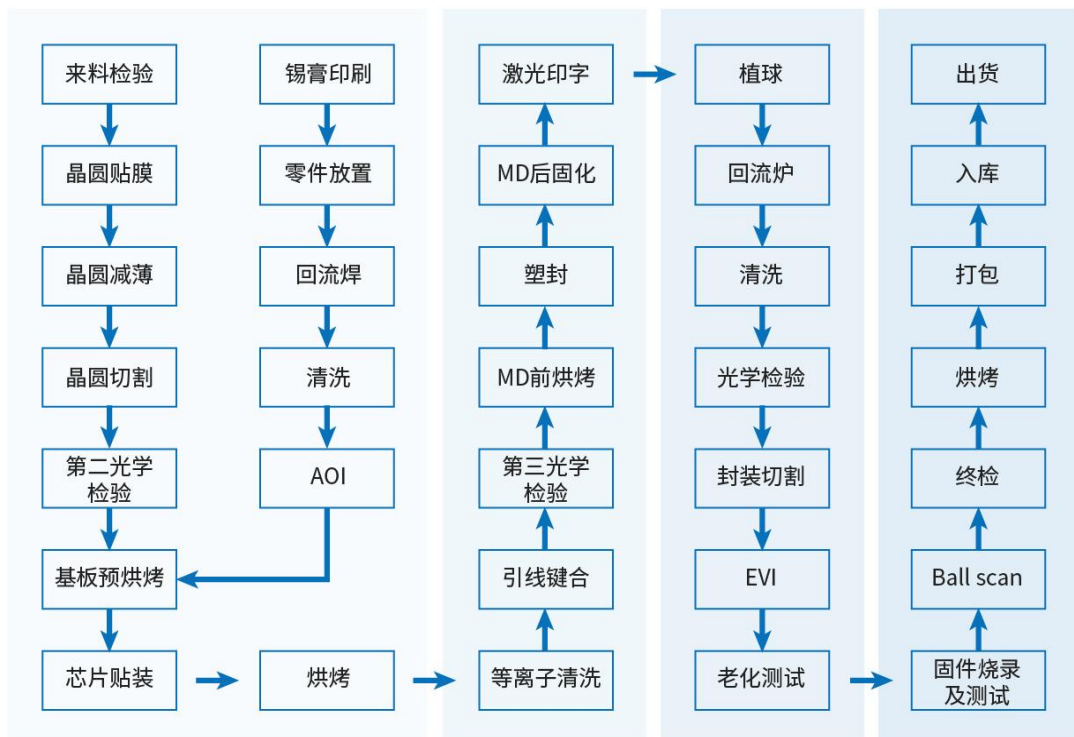 来料检验
晶圆贴膜
晶圆减薄
晶圆切割
第二光学
检验
基板预烘烤
芯片贴装
锡膏印刷
零件放置
回流焊
清洗
AOI
烘烤
等离子清洗
引线键合
第三光学
检验
MD前烘烤
塑封
MD后固化
激光印字
植球
回流炉
清洗
光学检验
封装切割
EVI
老化测试
固件烧录
及测试
Ball scan
终检
烘烤
打包
入库
出货